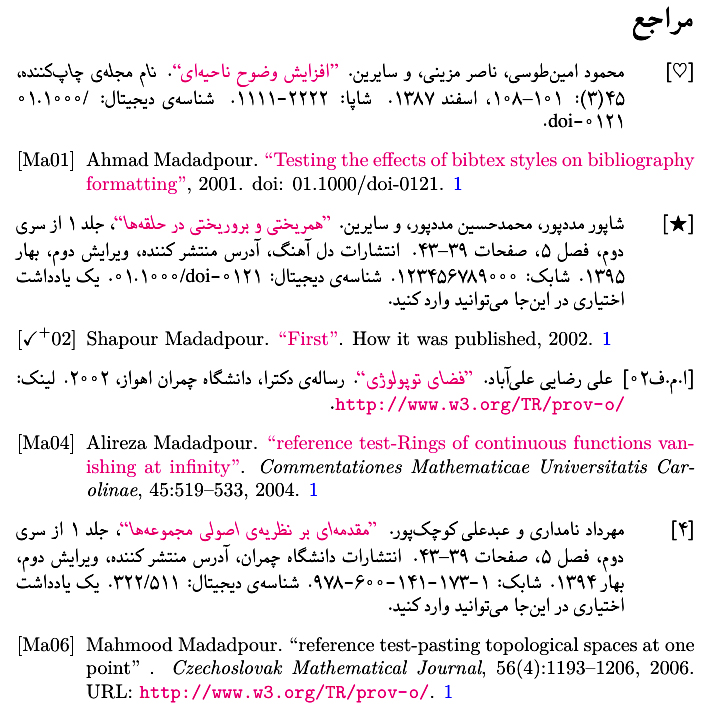 مراجع
[♡] محمود امین‌طوسی، ناصر مزینی، و سایرین. ”افزایش وضوح ناحیه‌ای“. نام مجله‌ی چاپ‌کننده،
۴۵(۳): ۱۰۱–۱۰۸، اسفند ۱۳۸۷. شاپا: ۲۲۲۲-۱۱۱۱. شناسه‌ی دیجیتال: ۰۱.۱۰۰۰/
doi-۰۱۲۱.
[Ma01] Ahmad Madadpour. “Testing the effects of bibtex styles on bibliography
formatting”, 2001. doi: 01.1000/doi-0121. 1
[★] شاپور مددپور، محمدحسین مددپور، و سایرین. ”همریختی و بروریختی در حلقه‌ها“، جلد ۱ از سری
دوم، فصل ۵، صفحات ۳۹–۴۳. انتشارات دل آهنگ، آدرس منتشر کننده، ویرایش دوم، بهار
۱۳۹۵. شابک: ۱۲۳۴۵۶۷۸۹۰۰۰. شناسه‌ی دیجیتال: ۰۱.۱۰۰۰/doi-۰۱۲۱. یک یادداشت
اختیاری در این‌جا می‌توانید وارد کنید.
[✓+02] Shapour Madadpour. “First”. How it was published, 2002. 1
[ا.م.ف۰۲] علی رضایی علی‌آباد. ”فضای توپولوژی“. رساله‌ی دکترا، دانشگاه چمران اهواز، ۲۰۰۲. لینک:
http://www.w3.org/TR/prov-o/.
[Ma04] Alireza Madadpour. “reference test-Rings of continuous functions van-
ishing at infinity”. Commentationes Mathematicae Universitatis Car-
olinae, 45:519–533, 2004. 1
[۴] مهرداد نامداری و عبدعلی کوچک‌پور. ”مقدمه‌ای بر نظریه‌ی اصولی مجموعه‌ها“، جلد ۱ از سری
دوم، فصل ۵، صفحات ۳۹–۴۳. انتشارات دانشگاه چمران، آدرس منتشر کننده، ویرایش دوم،
بهار ۱۳۹۴. شابک: ۱-۱۷۳-۱۴۱-۶۰۰-۹۷۸. شناسه‌ی دیجیتال: ۳۲۲/۵۱۱. یک یادداشت
اختیاری در این‌جا می‌توانید وارد کنید.
[Ma06] Mahmood Madadpour. “reference test-pasting topological spaces at one
point” . Czechoslovak Mathematical Journal, 56(4):1193–1206, 2006.
URL: http://www.w3.org/TR/prov-o/. 1